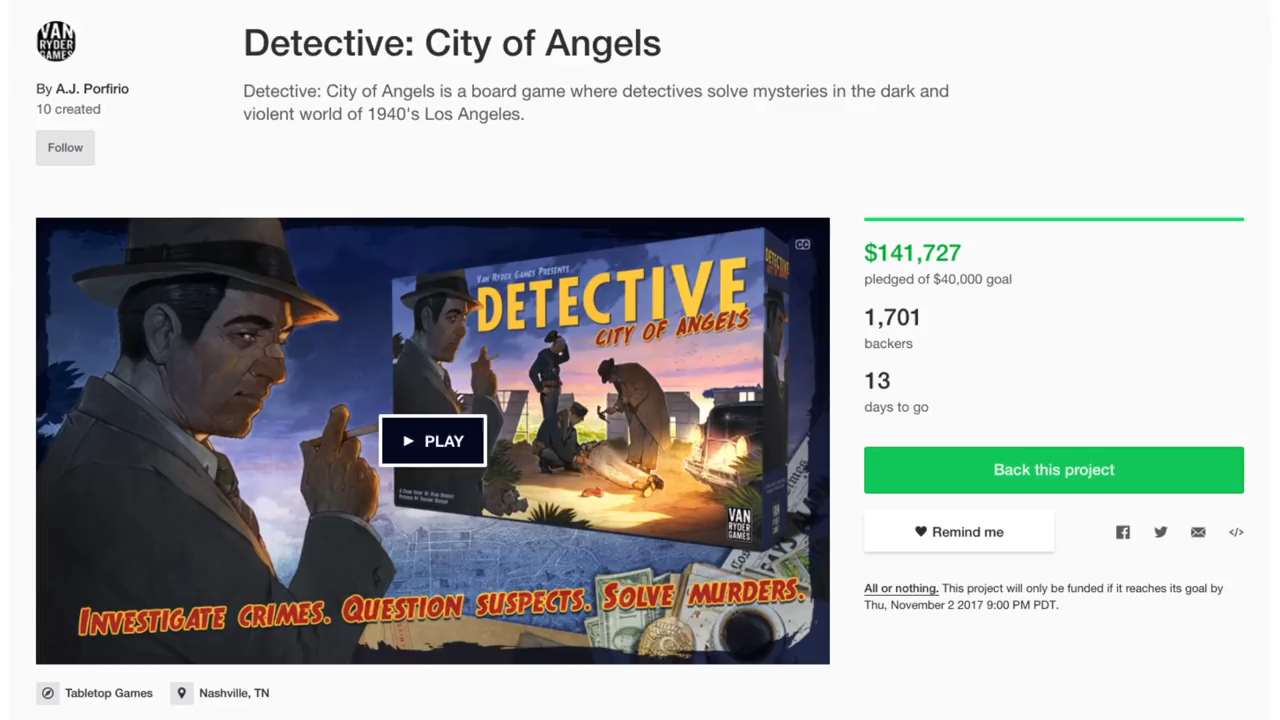 VAN
RYDER
GAMES
Detective: City of Angels
By A.J. Porfirio
10 created
Follow
Detective: City of Angels is a board game where detectives solve mysteries in the dark and
violent world of 1940's Los Angeles.
CC
VAN RYDER GAMES PRESENTS
DETECTIVE
CITY OF ANGELS
DETECTIVE
PLAY
VAN
RYDER
GAMES
INVESTIGATE CRIMES. QUESTION SUSPECTS. SOLVE MURDERS.
$141,727
pledged of $40,000 goal
1,701
backers
13
days to go
Back this project
Remind me
</>
All or nothing. This project will only be funded if it reaches its goal by
Thu, November 2 2017 9:00 PM PDT.
Tabletop Games
Nashville, TN